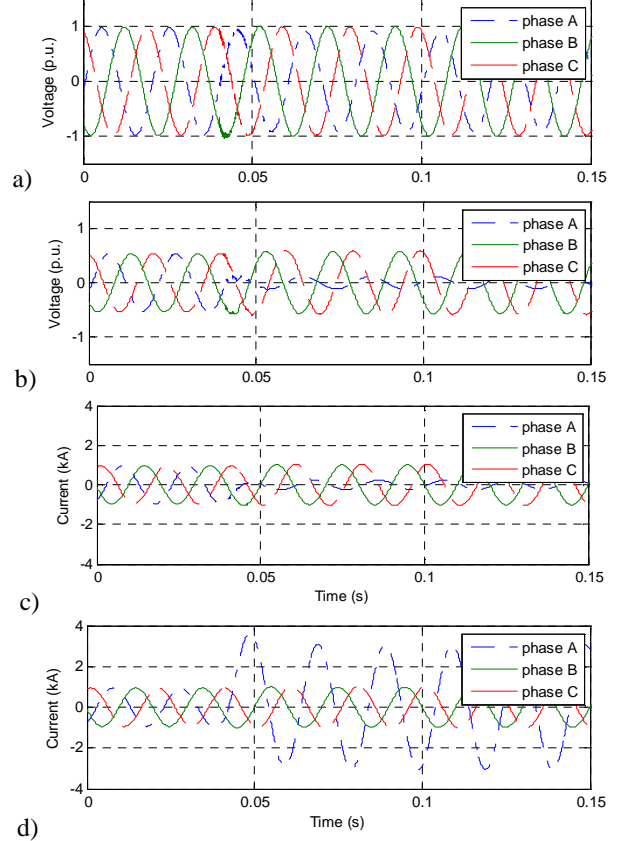 1
0
-1
Voltage (p.u.)
phase A
phase B
phase C
0
0.05
0.1
0.15
a)
1
0
-1
Voltage (p.u.)
phase A
phase B
phase C
0
0.05
0.1
0.15
b)
4
2
0
-2
-4
Current (kA)
phase A
phase B
phase C
0
0.05
0.1
0.15
Time (s)
c)
4
2
0
-2
-4
Current (kA)
phase A
phase B
phase C
0
0.05
0.1
0.15
Time (s)
d)